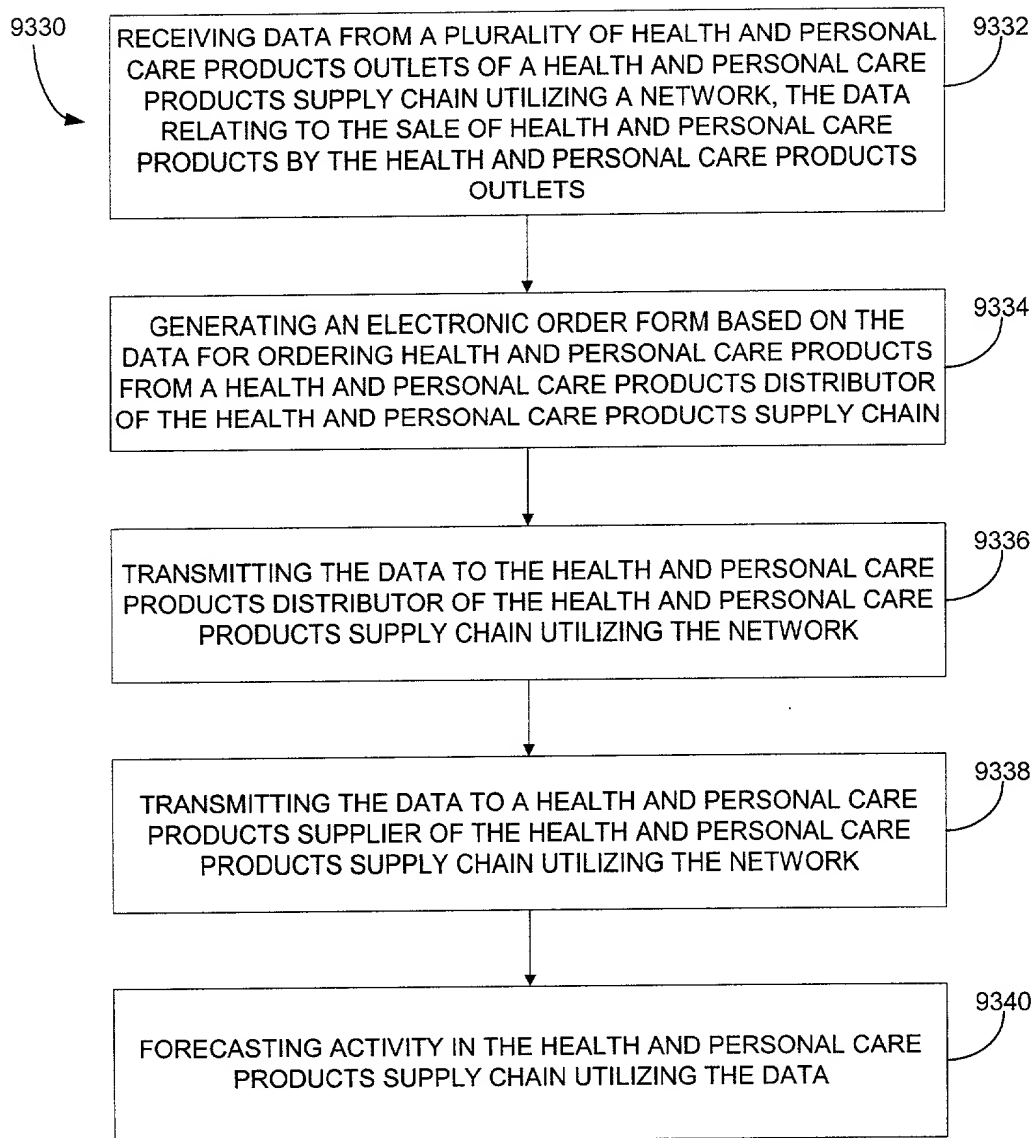 9330
9332
RECEIVING DATA FROM A PLURALITY OF HEALTH AND PERSONAL
CARE PRODUCTS OUTLETS OF A HEALTH AND PERSONAL CARE
PRODUCTS SUPPLY CHAIN UTILIZING A NETWORK, THE DATA
RELATING TO THE SALE OF HEALTH AND PERSONAL CARE
PRODUCTS BY THE HEALTH AND PERSONAL CARE PRODUCTS
OUTLETS
9334
GENERATING AN ELECTRONIC ORDER FORM BASED ON THE
DATA FOR ORDERING HEALTH AND PERSONAL CARE PRODUCTS
FROM A HEALTH AND PERSONAL CARE PRODUCTS DISTRIBUTOR
OF THE HEALTH AND PERSONAL CARE PRODUCTS SUPPLY CHAIN
9336
TRANSMITTING THE DATA TO THE HEALTH AND PERSONAL CARE
PRODUCTS DISTRIBUTOR OF THE HEALTH AND PERSONAL CARE
PRODUCTS SUPPLY CHAIN UTILIZING THE NETWORK
9338
TRANSMITTING THE DATA TO A HEALTH AND PERSONAL CARE
PRODUCTS SUPPLIER OF THE HEALTH AND PERSONAL CARE
PRODUCTS SUPPLY CHAIN UTILIZING THE NETWORK
9340
FORECASTING ACTIVITY IN THE HEALTH AND PERSONAL CARE
PRODUCTS SUPPLY CHAIN UTILIZING THE DATA